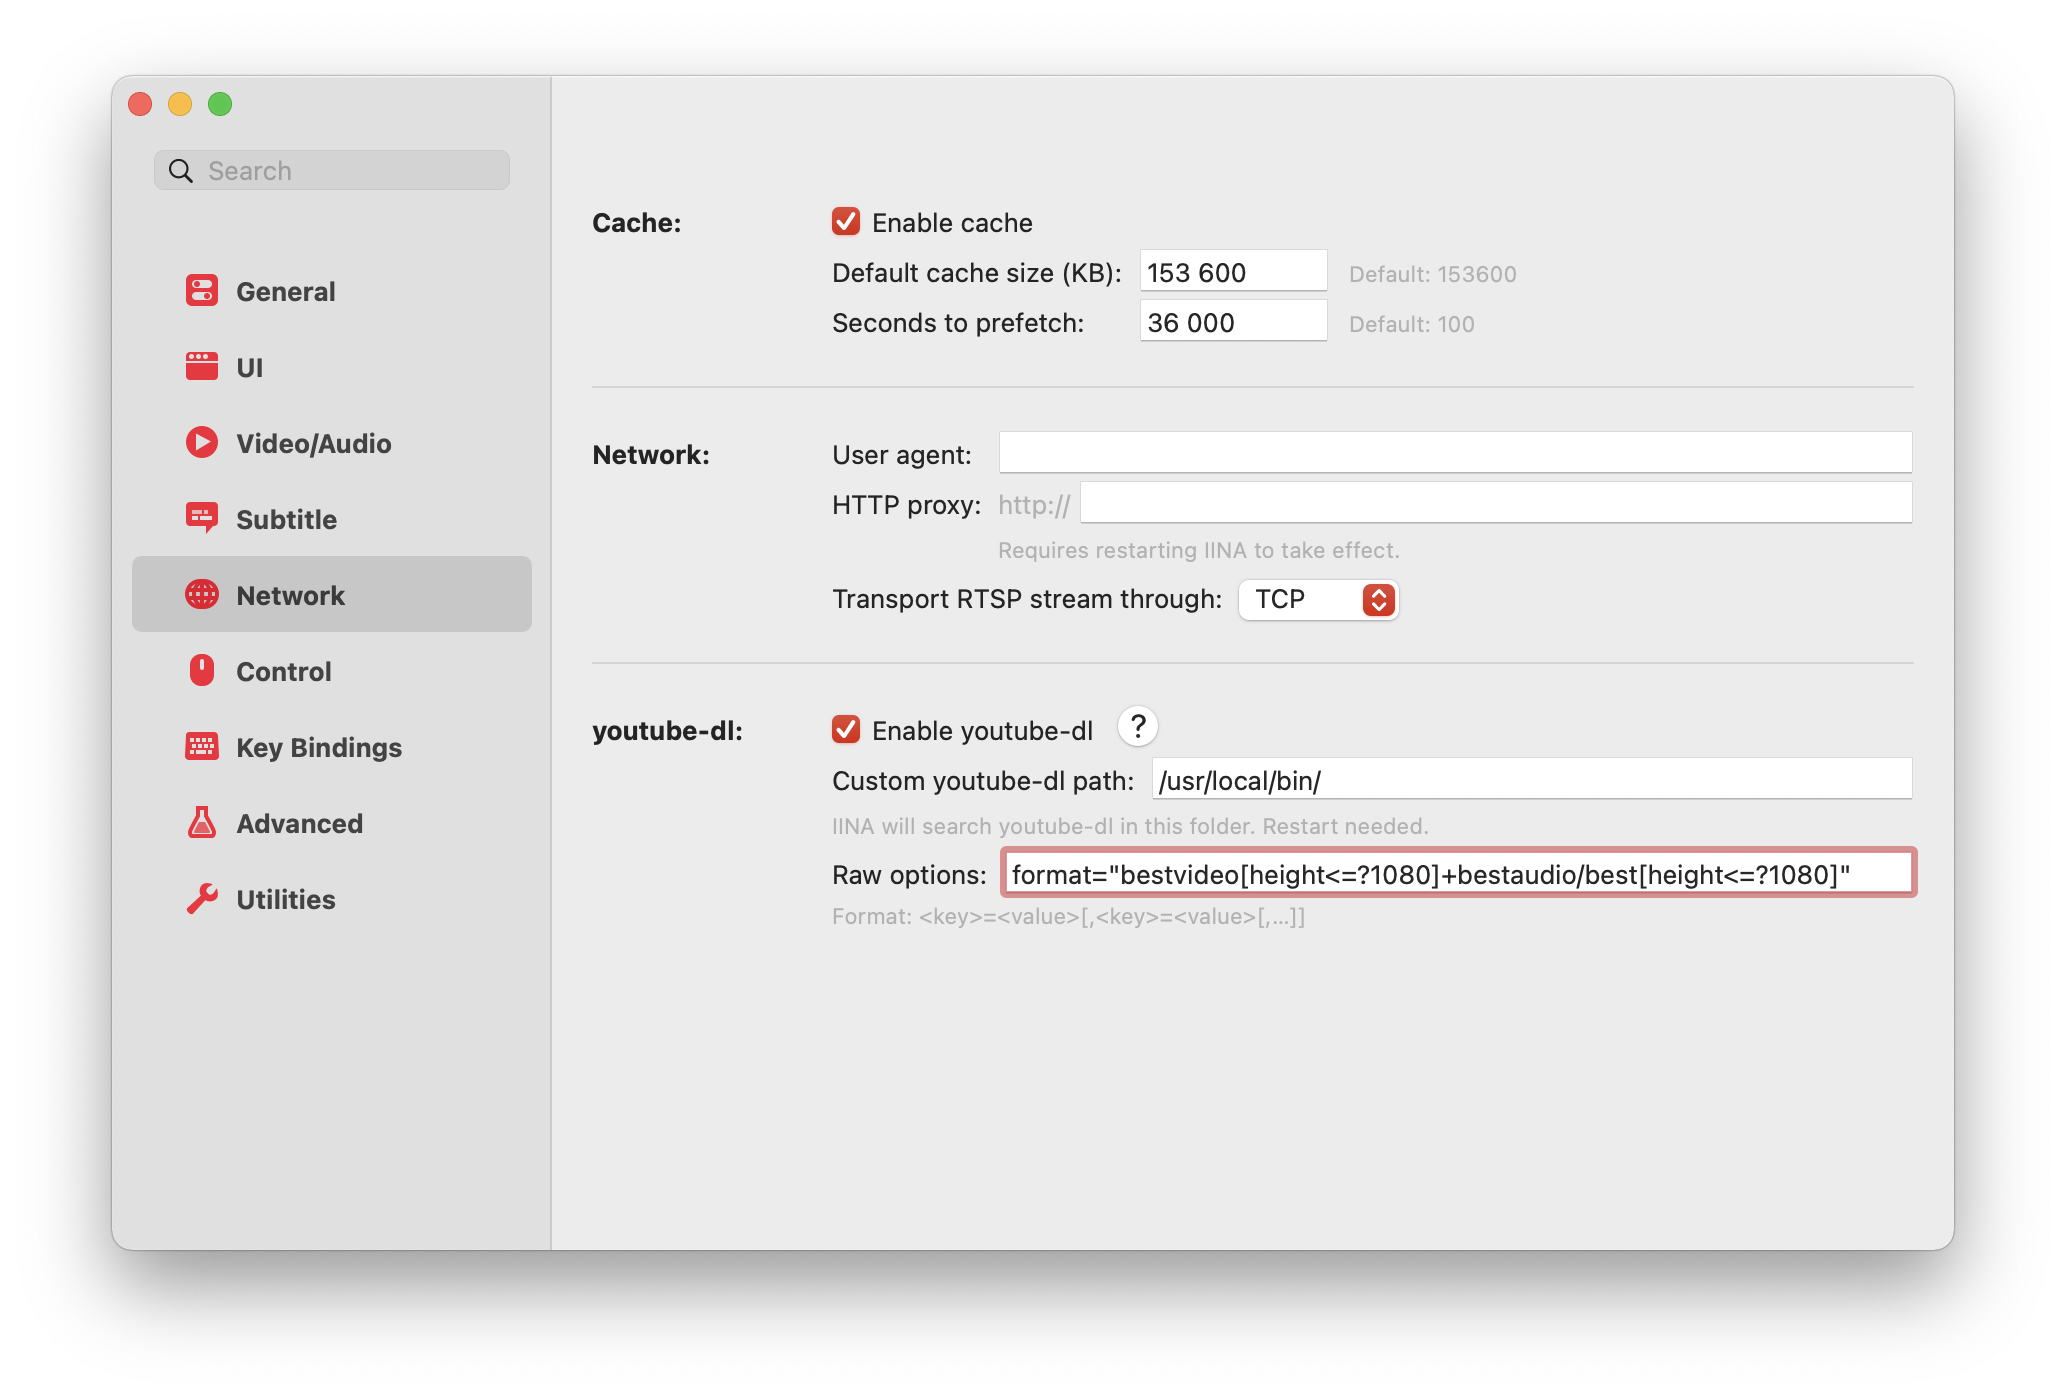 Search
General
UI
Video/Audio
Subtitle
Network
Control
Key Bindings
Advanced
Utilities
Cache:
Enable cache
Default cache size (KB): 153 600 Default: 153600
Seconds to prefetch: 36 000 Default: 100
Network:
User agent:
HTTP proxy: http://
Requires restarting IINA to take effect.
Transport RTSP stream through: TCP
youtube-dl:
Enable youtube-dl ?
Custom youtube-dl path: /usr/local/bin/
IINA will search youtube-dl in this folder. Restart needed.
Raw options: format="bestvideo[height<=?1080]+bestaudio/best[height<=?1080]"
Format: <key>=<value>[,<key>=<value>[,...]]